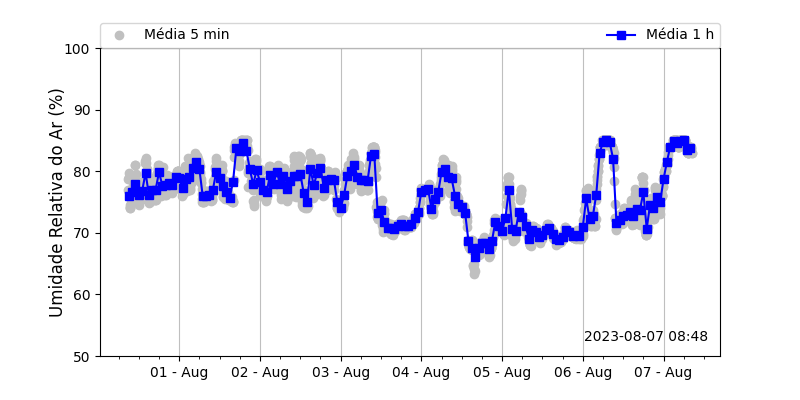 Média 5 min Média 1 h
100
90
80
70
60
50
Umidade Relativa do Ar (%)
2023-08-07 08:48
01 - Aug 02 - Aug 03 - Aug 04 - Aug 05 - Aug 06 - Aug 07 - Aug